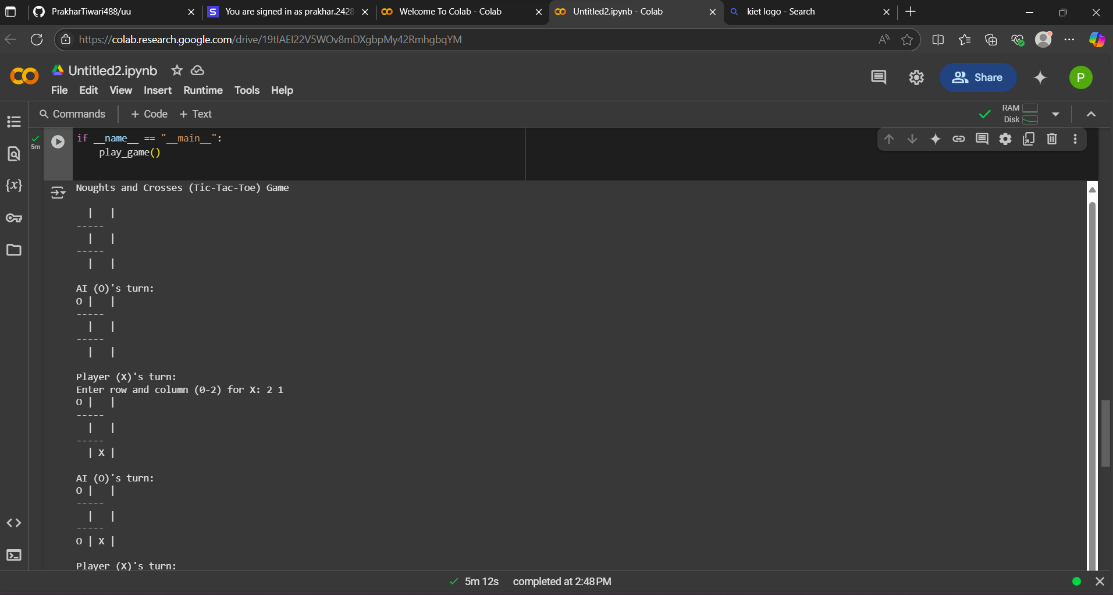 PrakharTiwari488/uu
You are signed in as prakhar.2428
Welcome To Colab - Colab
Untitled2.ipynb - Colab
kiet logo - Search
https://colab.research.google.com/drive/19tIAEI22V5WOv8mDXgbpMy42RmhgbqYM
Untitled2.ipynb
File Edit View Insert Runtime Tools Help
Share
P
Commands + Code + Text
RAM
Disk
5m
if __name__ == "__main__":
    play_game()
Noughts and Crosses (Tic-Tac-Toe) Game
  |   |
-----
  |   |
-----
  |   |
AI (O)'s turn:
O |   |
-----
  |   |
-----
  |   |
Player (X)'s turn:
Enter row and column (0-2) for X: 2 1
O |   |
-----
  |   |
-----
  | X |
AI (O)'s turn:
O |   |
-----
  |   |
-----
O | X |
Player (X)'s turn:
5m 12s completed at 2:48 PM